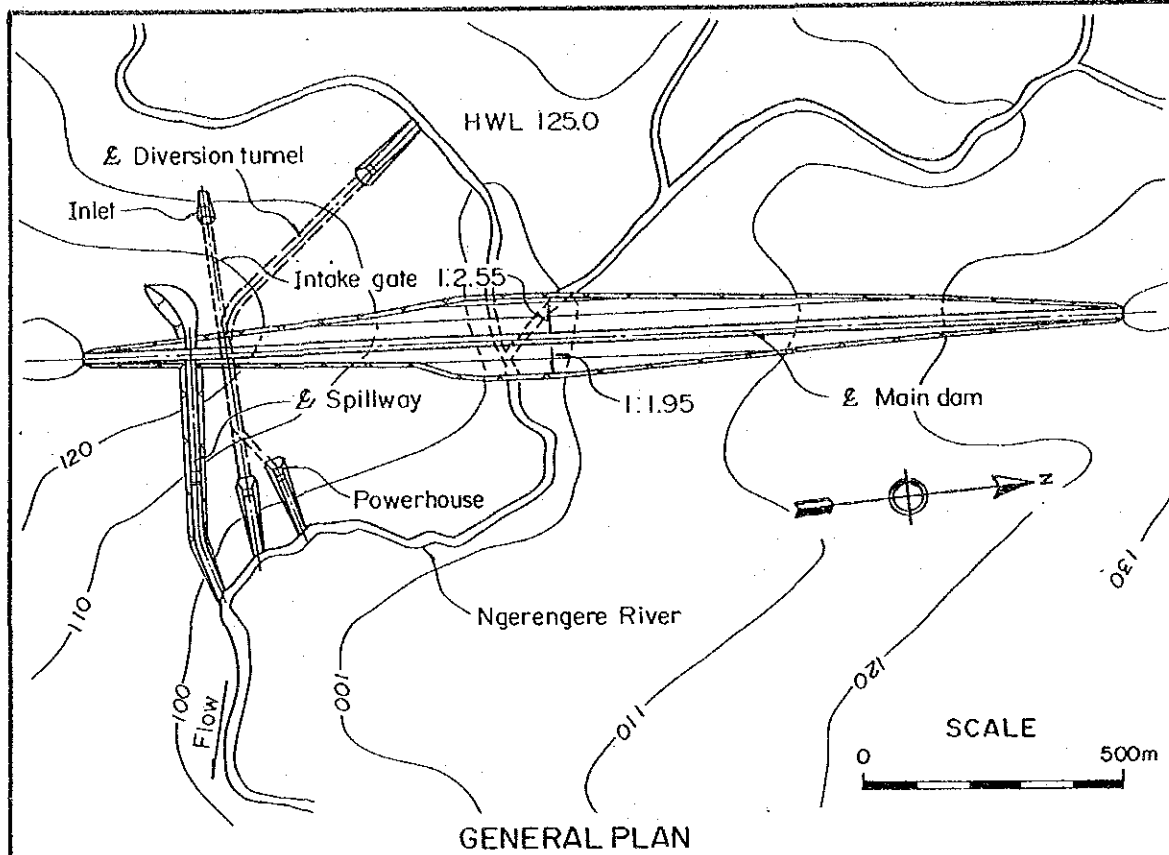 HWL 125.0
℄ Diversion tunnel
Inlet
Intake gate
1:2.55
℄ Spillway
1:1.95
℄ Main dam
120
Powerhouse
N
110
Ngerengere River
100
Flow
100
110
120
130
SCALE
0 500m
GENERAL PLAN